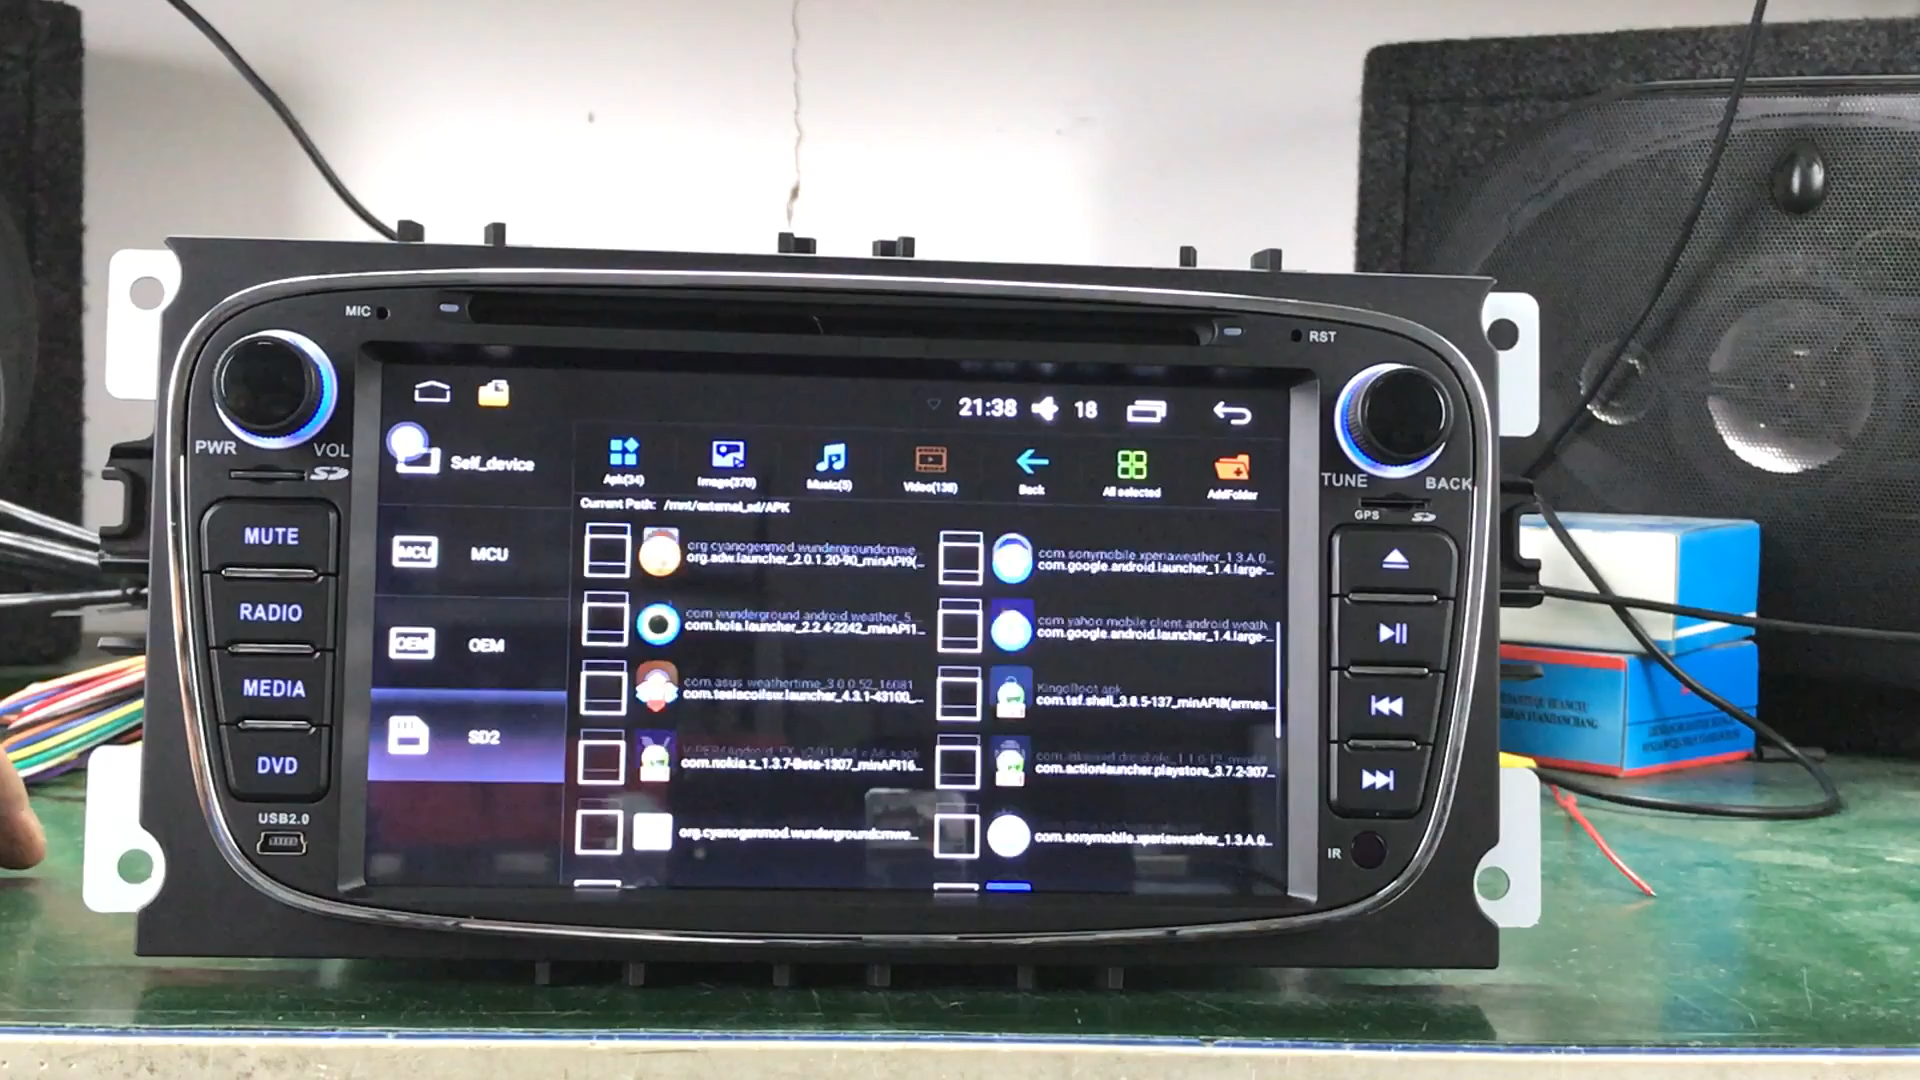 MIC
RST
PWR
VOL
MUTE
RADIO
MEDIA
DVD
USB2.0
21:38 18
Self_device
MCU MCU
OEM OEM
SD2
Apk(34) Image(370) Music(5) Video(138) Back All selected AddFolder
Current Path: /mnt/external_sd/APK
org.cyanogenmod.wundergroundcmwe...
org.adw.launcher_2.0.1.20-90_minAPI9(...
com.sonymobile.xperiaweather_1.3.A.0...
com.google.android.launcher_1.4.large-...
com.wunderground.android.weather_5...
com.hola.launcher_2.2.4-2242_minAPI1...
com.yahoo.mobile.client.android.weath...
com.google.android.launcher_1.4.large-...
com.asus.weathertime_3.0.0.52_16081...
com.teslacoilsw.launcher_4.3.1-43100_...
KingoRoot.apk
com.tsf.shell_3.8.5-137_minAPI8(armea...
com.nokia.z_1.3.7-Beta-1307_minAPI16...
com.actionlauncher.playstore_3.7.2-307...
org.cyanogenmod.wundergroundcmwe...
com.sonymobile.xperiaweather_1.3.A.0...
TUNE
BACK
GPS
IR